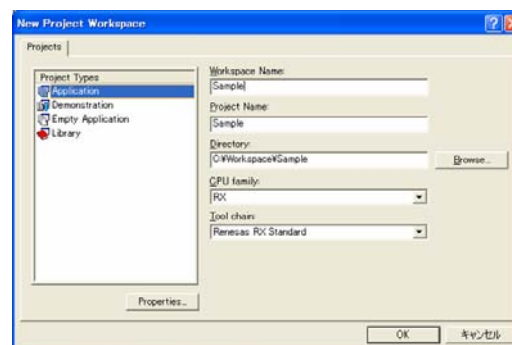 New Project Workspace
Projects
Project Types
Application
Demonstration
Empty Application
Library
Properties...
Workspace Name:
Sample
Project Name:
Sample
Directory:
C:¥Workspace¥Sample
Browse...
CPU family:
RX
Tool chain:
Renesas RX Standard
OK
キャンセル